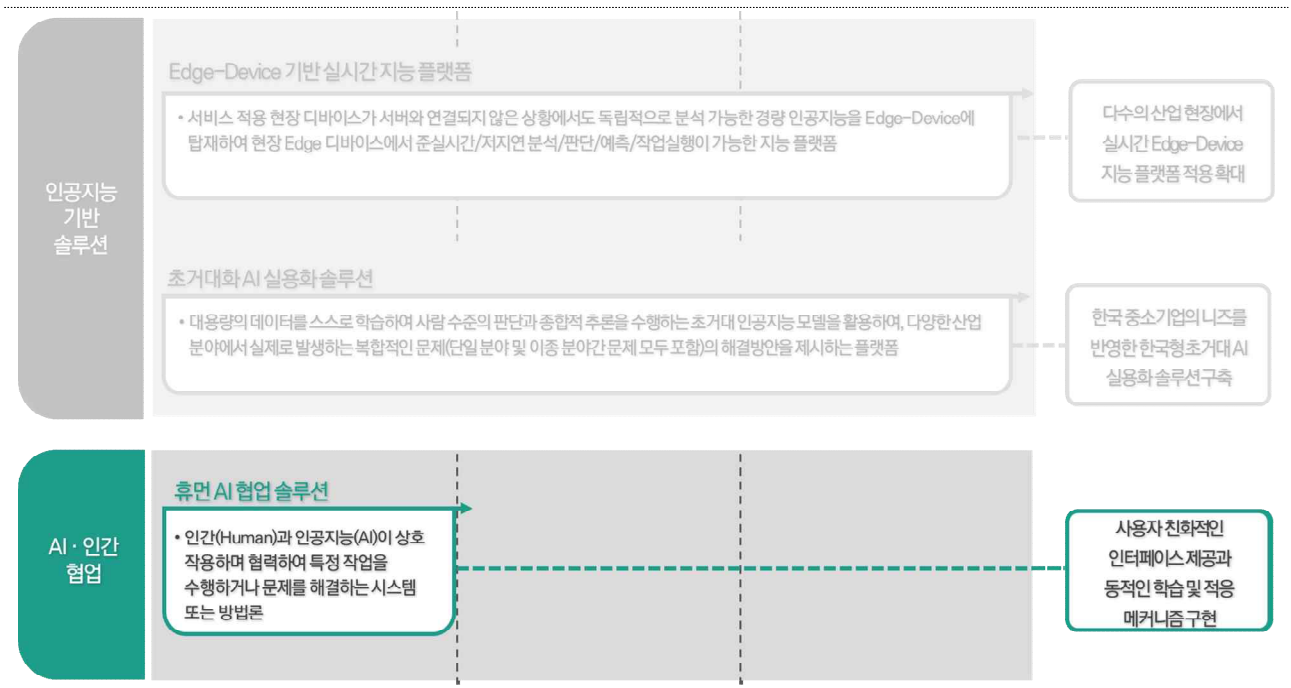 인공지능
기반
솔루션
Edge-Device 기반 실시간 지능 플랫폼
• 서비스 적용 현장 디바이스가 서버와 연결되지 않은 상황에서도 독립적으로 분석 가능한 경량 인공지능을 Edge-Device에
탑재하여 현장 Edge 디바이스에서 준실시간/저지연 분석/판단/예측/작업실행이 가능한 지능 플랫폼
다수의 산업 현장에서
실시간 Edge-Device
지능 플랫폼 적용 확대
초거대화 AI 실용화 솔루션
• 대용량의 데이터를 스스로 학습하여 사람 수준의 판단과 종합적 추론을 수행하는 초거대 인공지능 모델을 활용하여, 다양한 산업
분야에서 실제로 발생하는 복합적인 문제(단일 분야 및 이종 분야간 문제 모두 포함)의 해결방안을 제시하는 플랫폼
한국 중소기업의 니즈를
반영한 한국형 초거대 AI
실용화 솔루션 구축
AI · 인간
협업
휴먼 AI 협업 솔루션
• 인간(Human)과 인공지능(AI)이 상호
작용하며 협력하여 특정 작업을
수행하거나 문제를 해결하는 시스템
또는 방법론
사용자 친화적인
인터페이스 제공과
동적인 학습 및 적응
메커니즘 구현